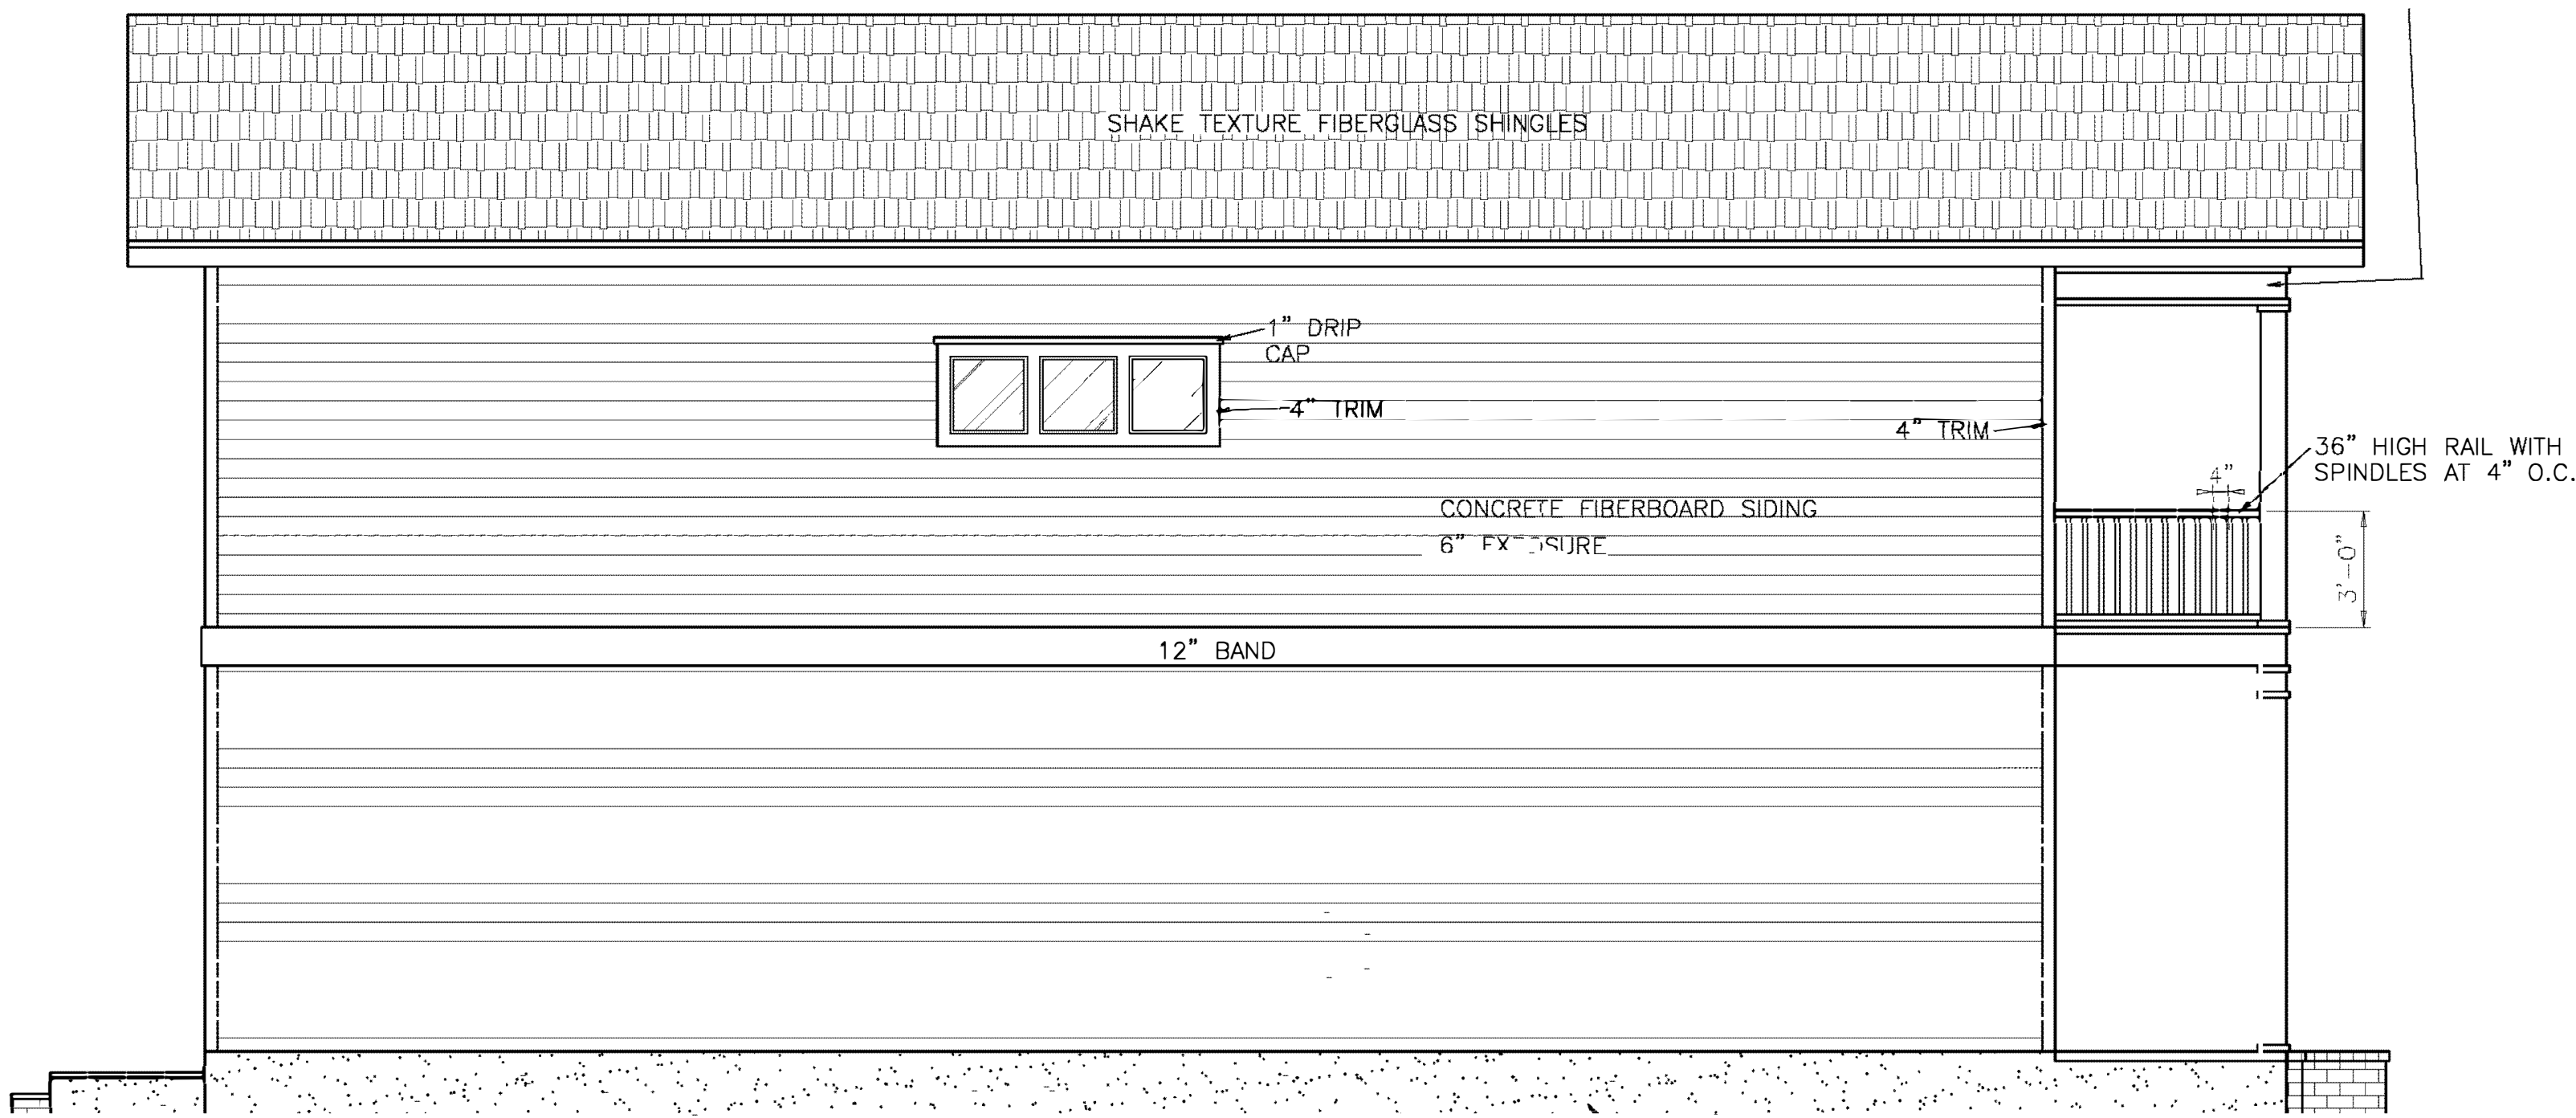 SHAKE TEXTURE FIBERGLASS SHINGLES
1” DRIP
CAP
4” TRIM
4” TRIM
36” HIGH RAIL WITH
SPINDLES AT 4” O.C.
4”
CONCRETE FIBERBOARD SIDING
6” EXPOSURE
3’-0”
12” BAND